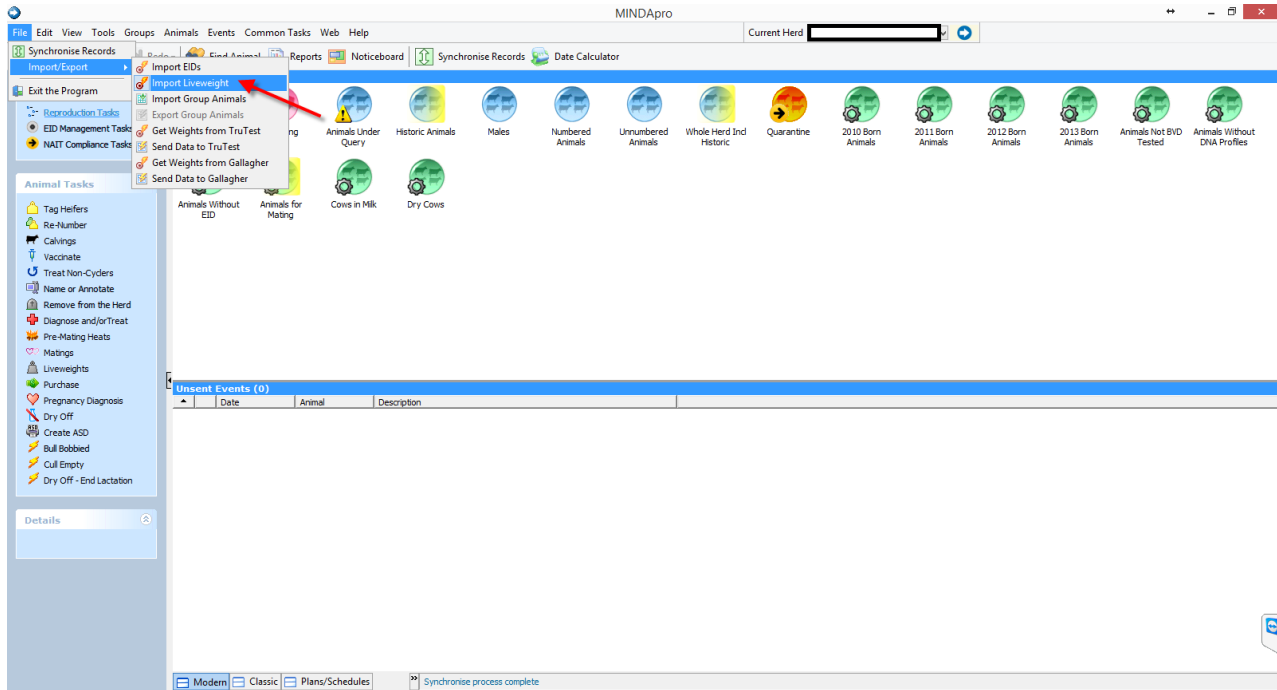 MINDApro
File Edit View Tools Groups Animals Events Common Tasks Web Help
Current Herd
Find Animal Reports Noticeboard Synchronise Records Date Calculator
Synchronise Records
Import/Export
Exit the Program
Import EIDs
Import Liveweight
Import Group Animals
Export Group Animals
Get Weights from TruTest
Send Data to TruTest
Get Weights from Gallagher
Send Data to Gallagher
Reproduction Tasks
EID Management Tasks
NAIT Compliance Tasks
Animals Under Query
Historic Animals
Males
Numbered Animals
Unnumbered Animals
Whole Herd Incl Historic
Quarantine
2010 Born Animals
2011 Born Animals
2012 Born Animals
2013 Born Animals
Animals Not BVD Tested
Animals Without DNA Profiles
Animals Without EID
Animals for Mating
Cows in Milk
Dry Cows
Animal Tasks
Tag Heifers
Re-Number
Calvings
Vaccinate
Treat Non-Cyclers
Name or Annotate
Remove from the Herd
Diagnose and/orTreat
Pre-Mating Heats
Matings
Liveweights
Purchase
Pregnancy Diagnosis
Dry Off
Create ASD
Bull Bobbied
Cull Empty
Dry Off - End Lactation
Details
Unsent Events (0)
Date Animal Description
Modern Classic Plans/Schedules
Synchronise process complete